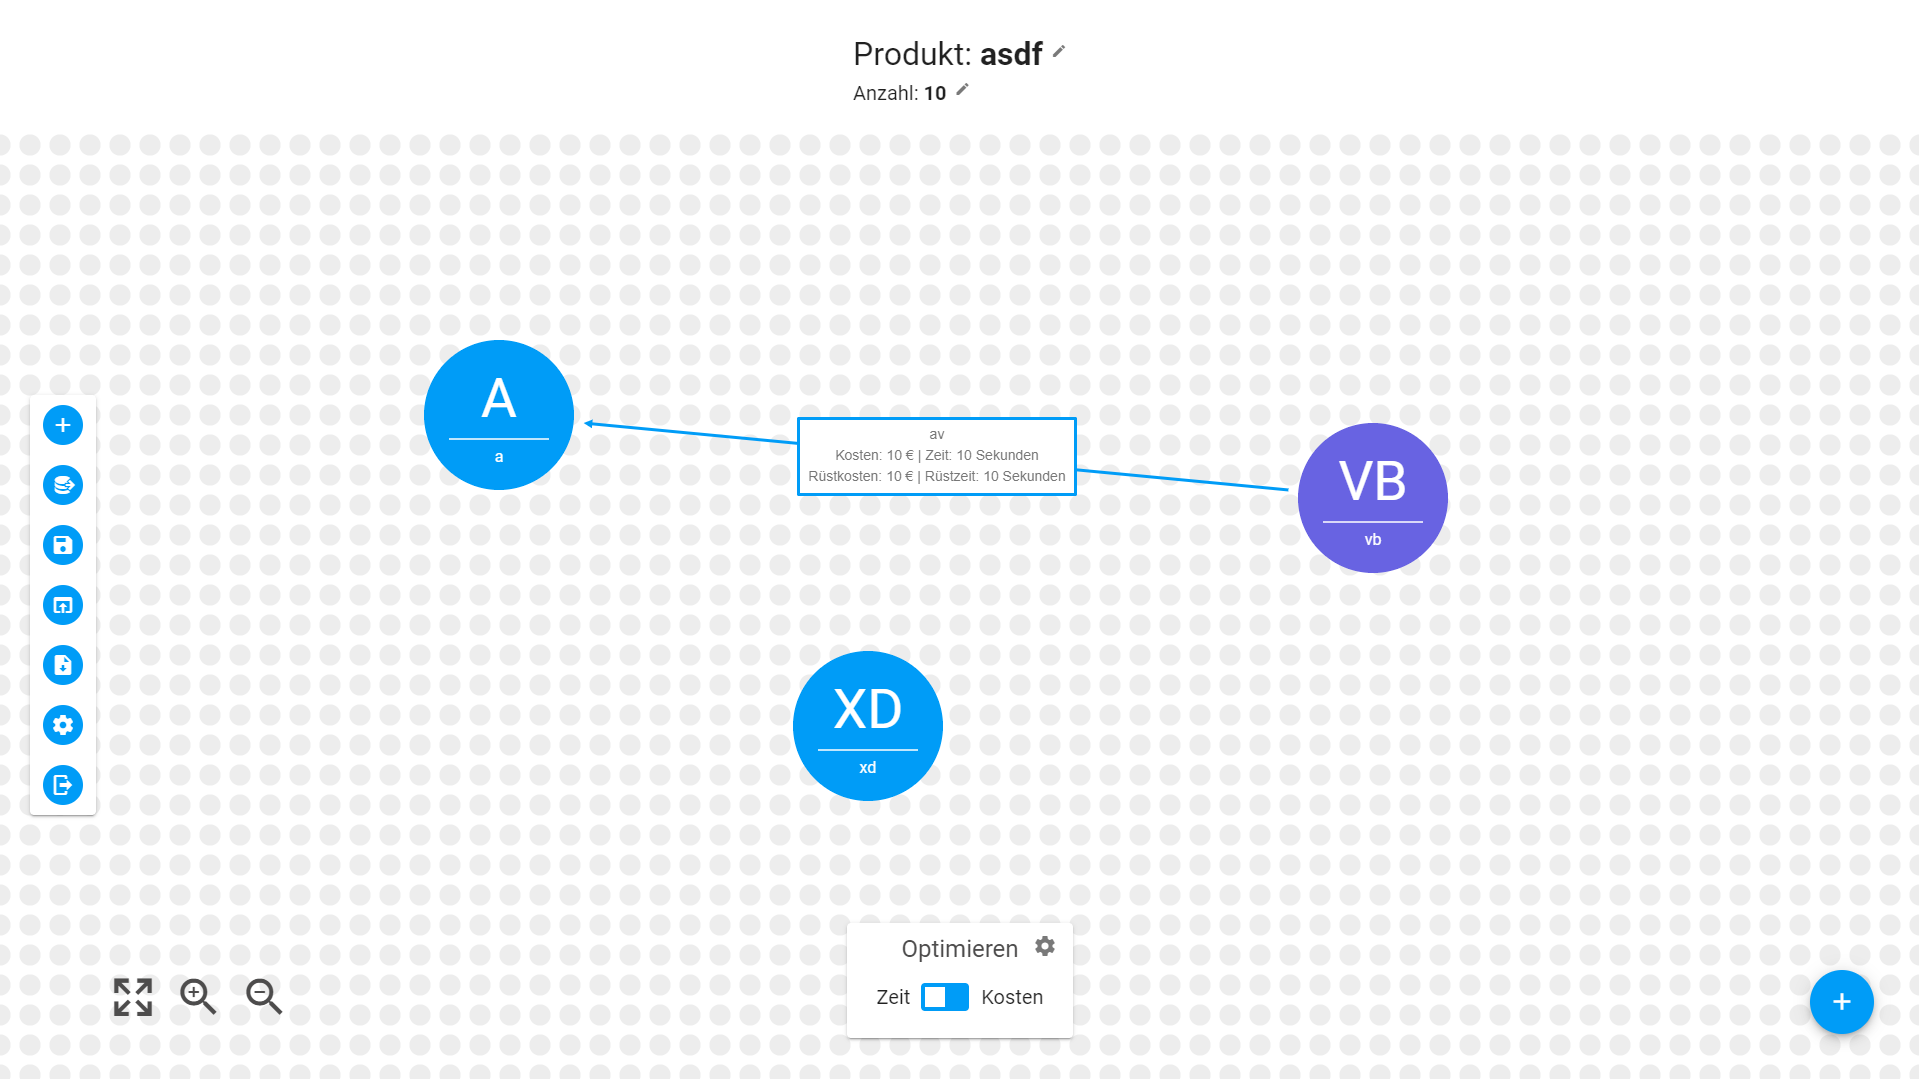 Produkt: asdf
Anzahl: 10
A
a
av
Kosten: 10 € | Zeit: 10 Sekunden
Rüstkosten: 10 € | Rüstzeit: 10 Sekunden
VB
vb
XD
xd
Optimieren
Zeit Kosten